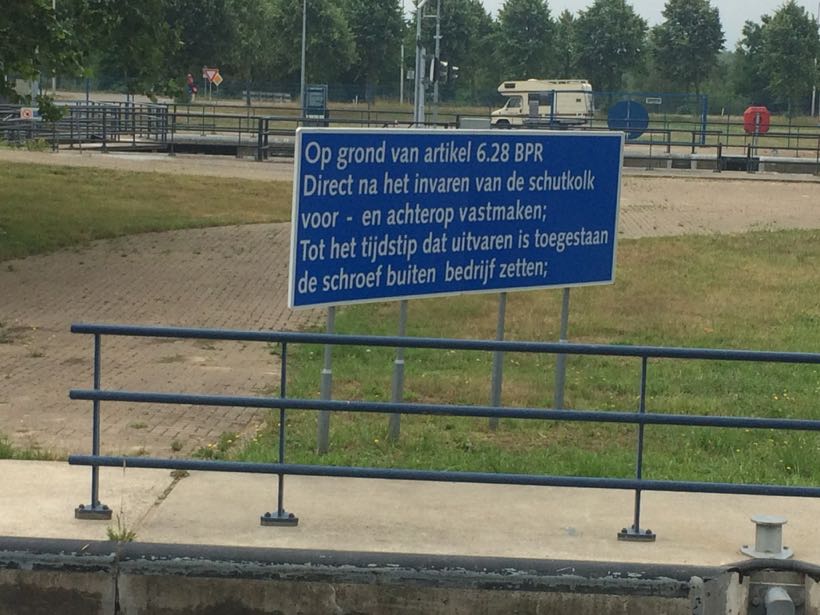 Op grond van artikel 6.28 BPR
Direct na het invaren van de schutkolk
voor - en achterop vastmaken;
Tot het tijdstip dat uitvaren is toegestaan
de schroef buiten bedrijf zetten;